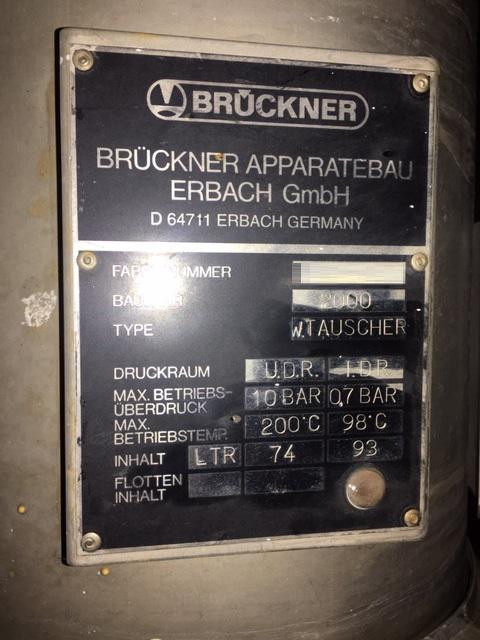 BRÜCKNER
BRÜCKNER APPARATEBAU
ERBACH GmbH
D 64711 ERBACH GERMANY
NUMMER
2000
TYPE W.TAUSCHER
DRUCKRAUM U.D.R. I.D.R.
MAX. BETRIEBS-
ÜBERDRUCK 10 BAR 0,7 BAR
MAX.
BETRIEBSTEMP. 200°C 98°C
INHALT LTR 74 93
FLOTTEN
INHALT